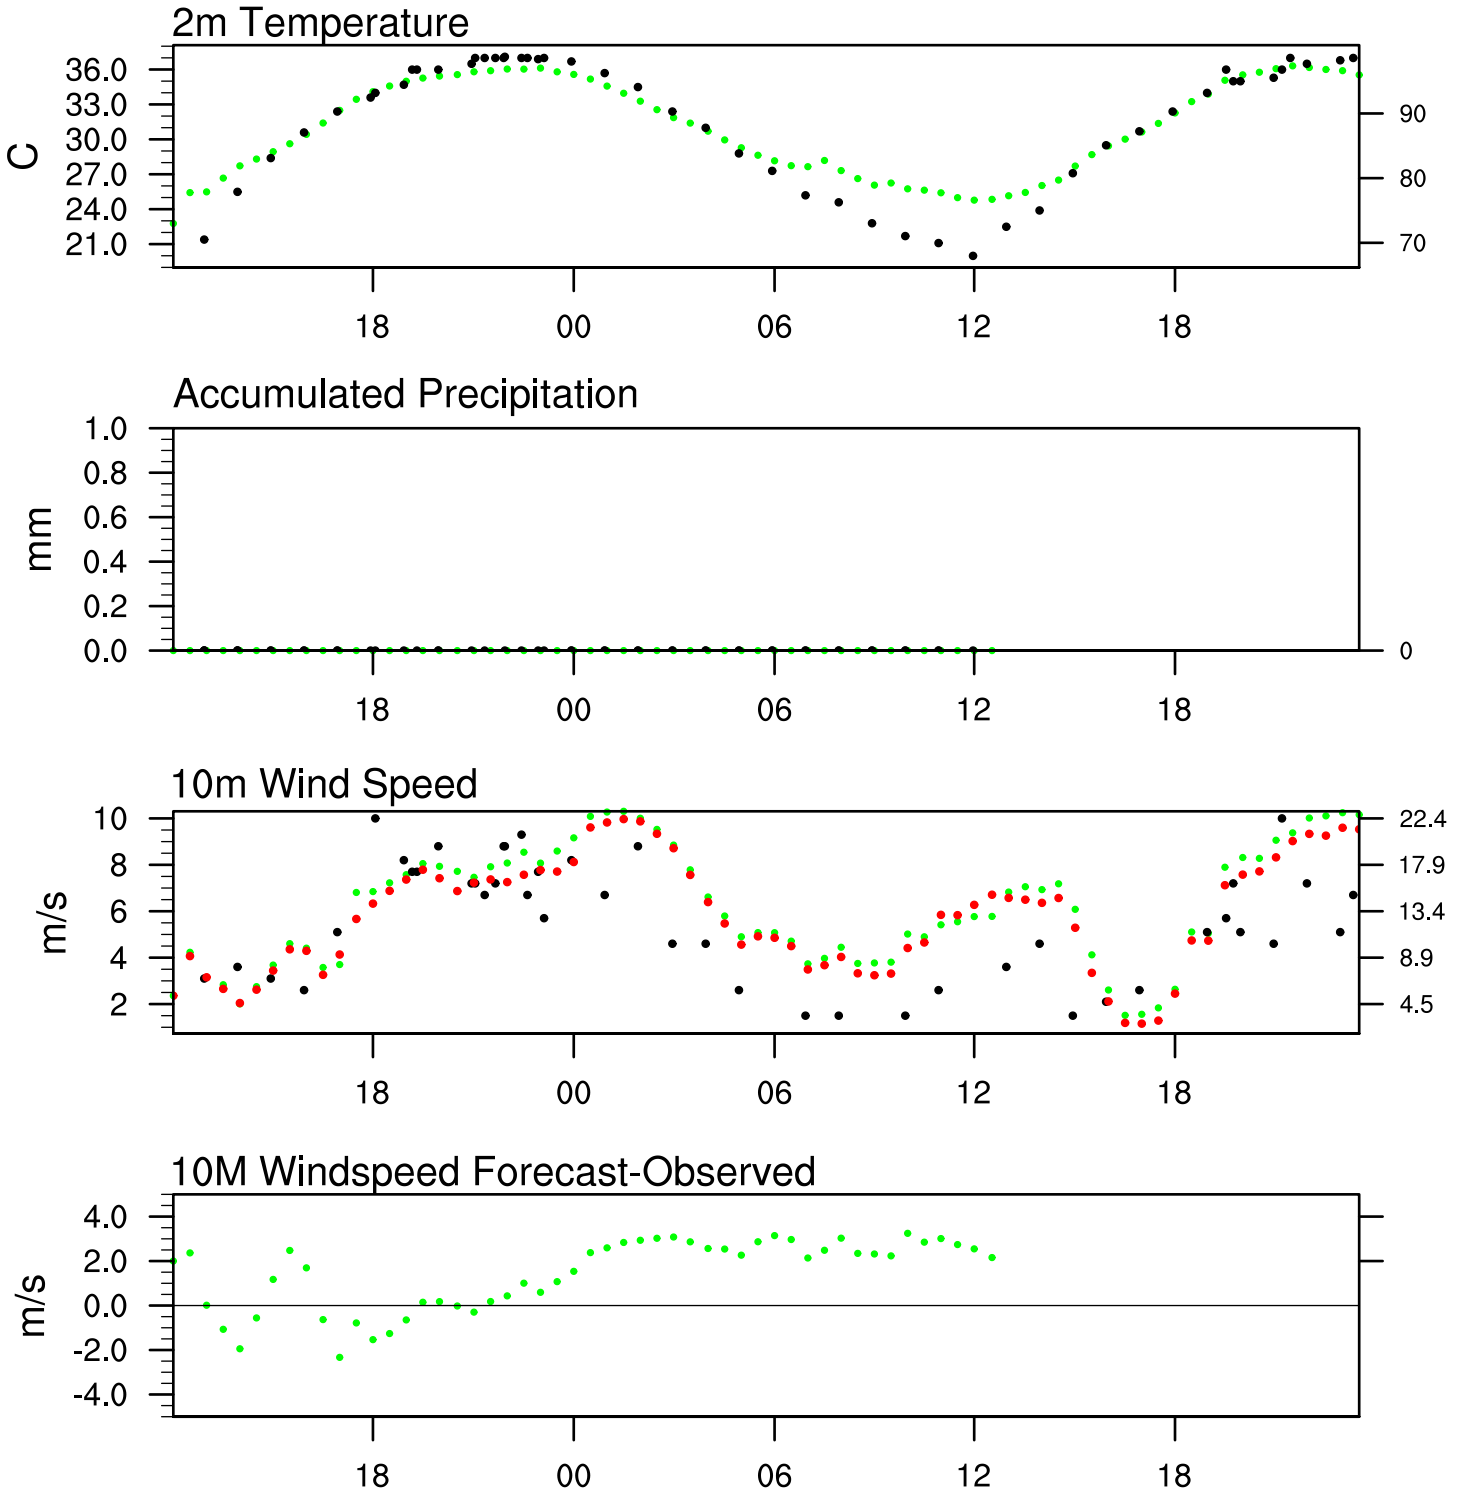 2m Temperature
36.0
33.0
30.0
27.0
24.0
21.0
C
90
80
70
18 00 06 12 18
Accumulated Precipitation
1.0
0.8
0.6
0.4
0.2
0.0
mm
0
18 00 06 12 18
10m Wind Speed
10
8
6
4
2
m/s
22.4
17.9
13.4
8.9
4.5
18 00 06 12 18
10M Windspeed Forecast-Observed
4.0
2.0
0.0
-2.0
-4.0
m/s
18 00 06 12 18